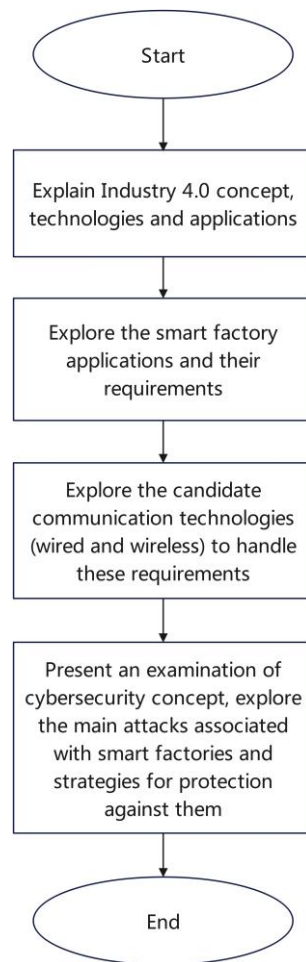 Start
Explain Industry 4.0 concept,
technologies and applications
Explore the smart factory
applications and their
requirements
Explore the candidate
communication technologies
(wired and wireless) to handle
these requirements
Present an examination of
cybersecurity concept, explore
the main attacks associated
with smart factories and
strategies for protection
against them
End